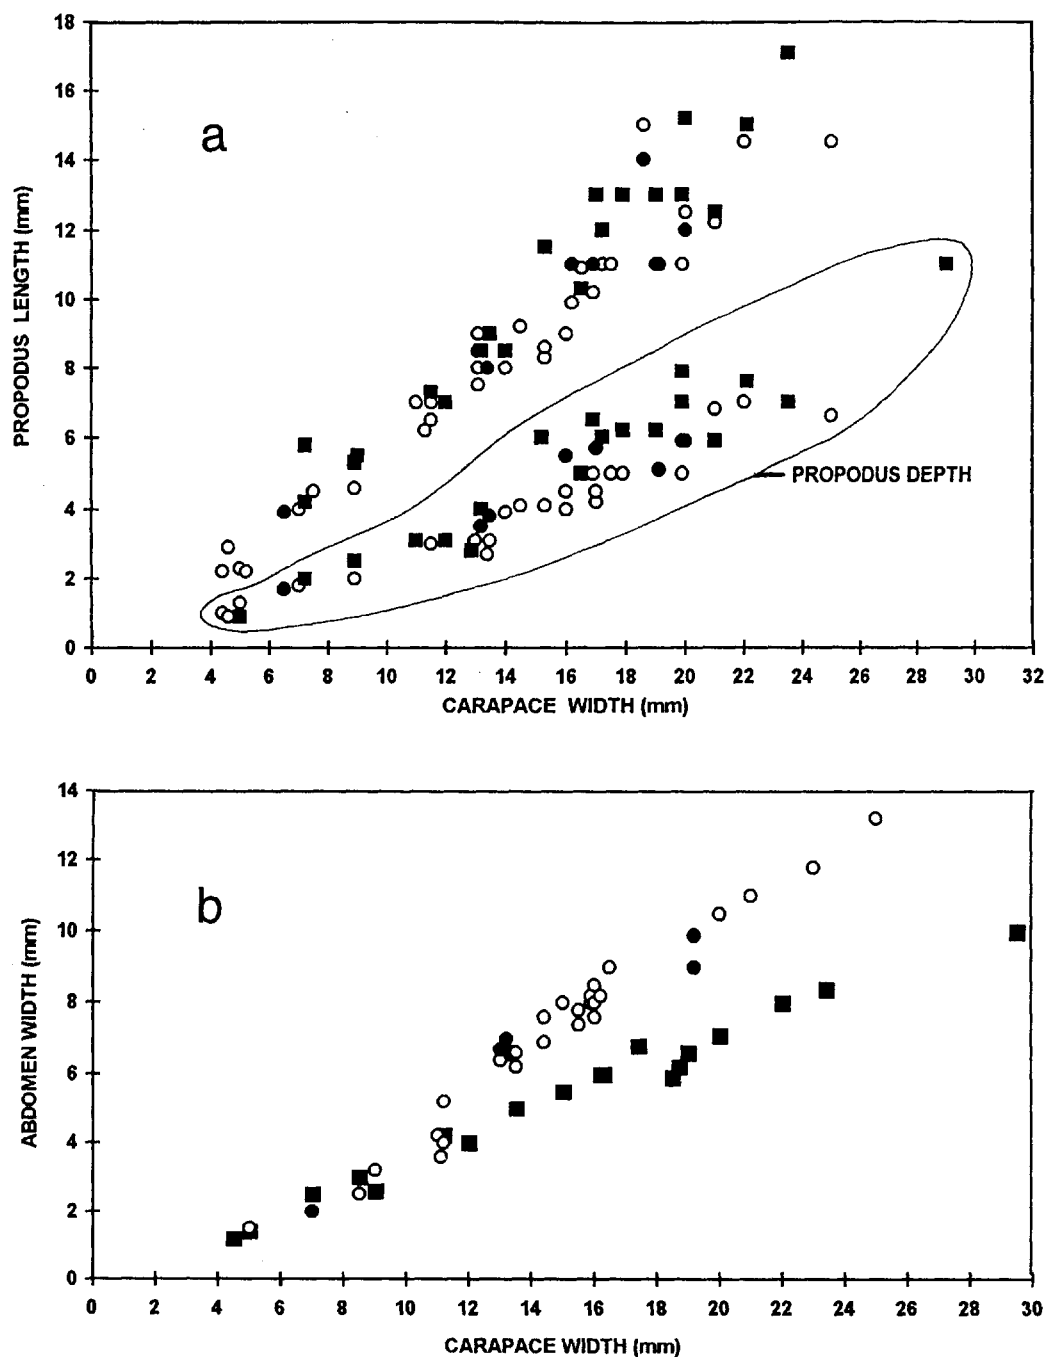 18
16
14
12
10
8
6
4
2
0
a
PROPODUS LENGTH (mm)
PROPODUS DEPTH
0 2 4 6 8 10 12 14 16 18 20 22 24 26 28 30 32
CARAPACE WIDTH (mm)
14
12
10
8
6
4
2
0
b
ABDOMEN WIDTH (mm)
0 2 4 6 8 10 12 14 16 18 20 22 24 26 28 30
CARAPACE WIDTH (mm)